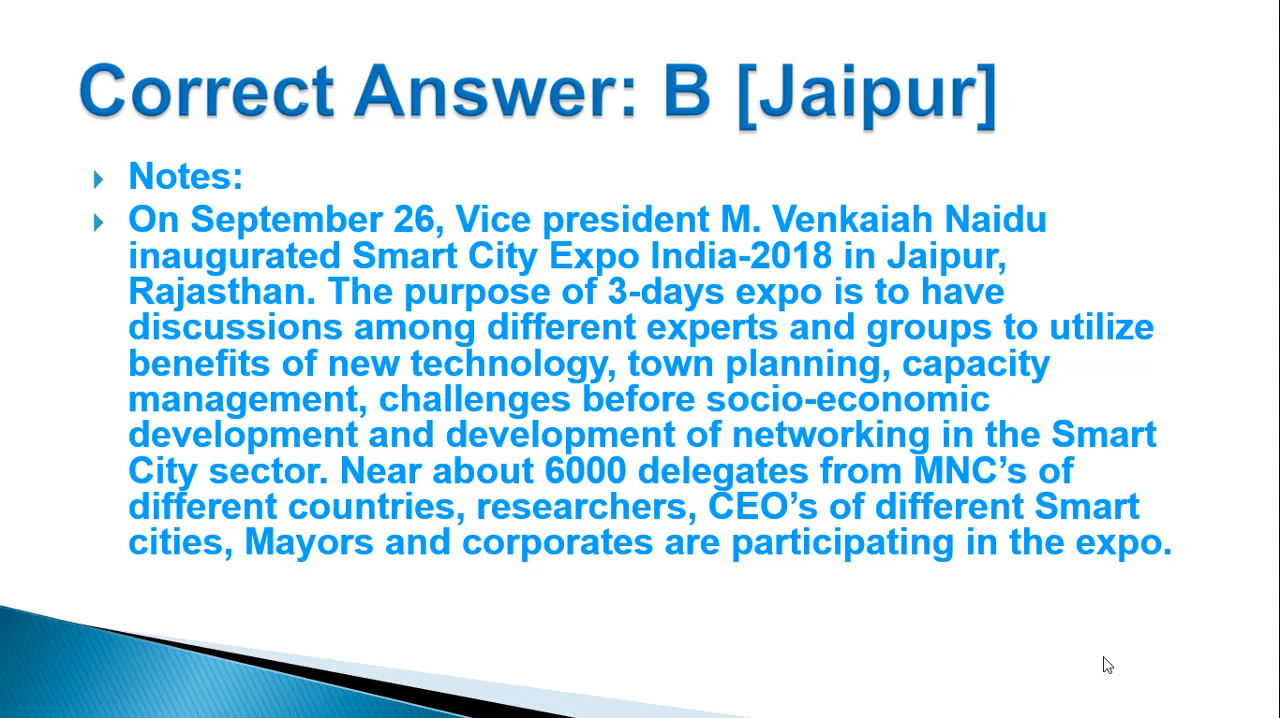 Correct Answer: B [Jaipur]
Notes:
On September 26, Vice president M. Venkaiah Naidu
inaugurated Smart City Expo India-2018 in Jaipur,
Rajasthan. The purpose of 3-days expo is to have
discussions among different experts and groups to utilize
benefits of new technology, town planning, capacity
management, challenges before socio-economic
development and development of networking in the Smart
City sector. Near about 6000 delegates from MNC’s of
different countries, researchers, CEO’s of different Smart
cities, Mayors and corporates are participating in the expo.